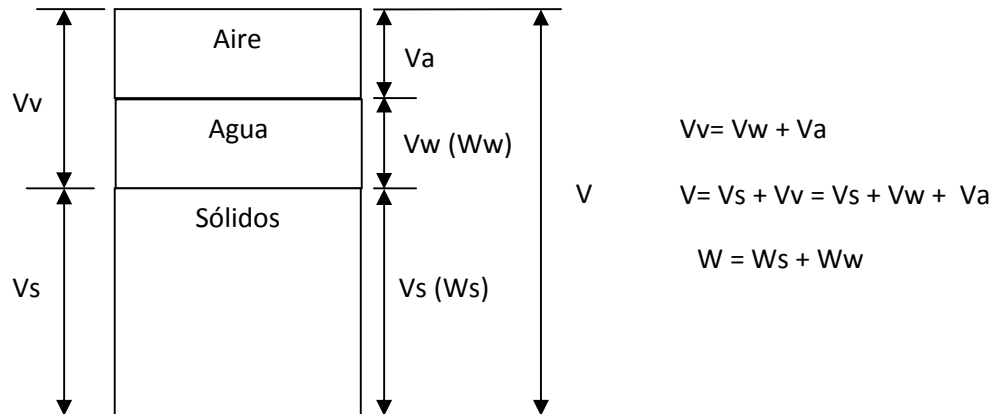 Aire
Va
Vv
Agua
Vw (Ww)
Vv= Vw + Va
V
V= Vs + Vv = Vs + Vw + Va
Sólidos
W = Ws + Ww
Vs
Vs (Ws)